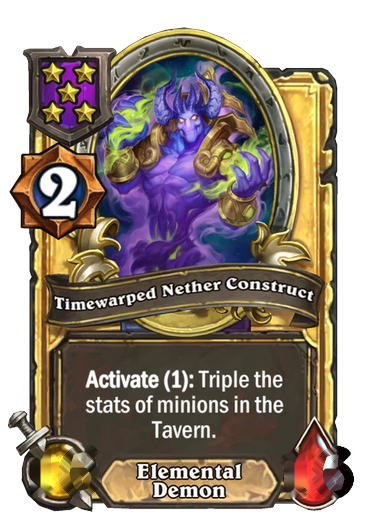 2
Timewarped Nether Construct
Activate (1): Triple the
stats of minions in the
Tavern.
Elemental
Demon